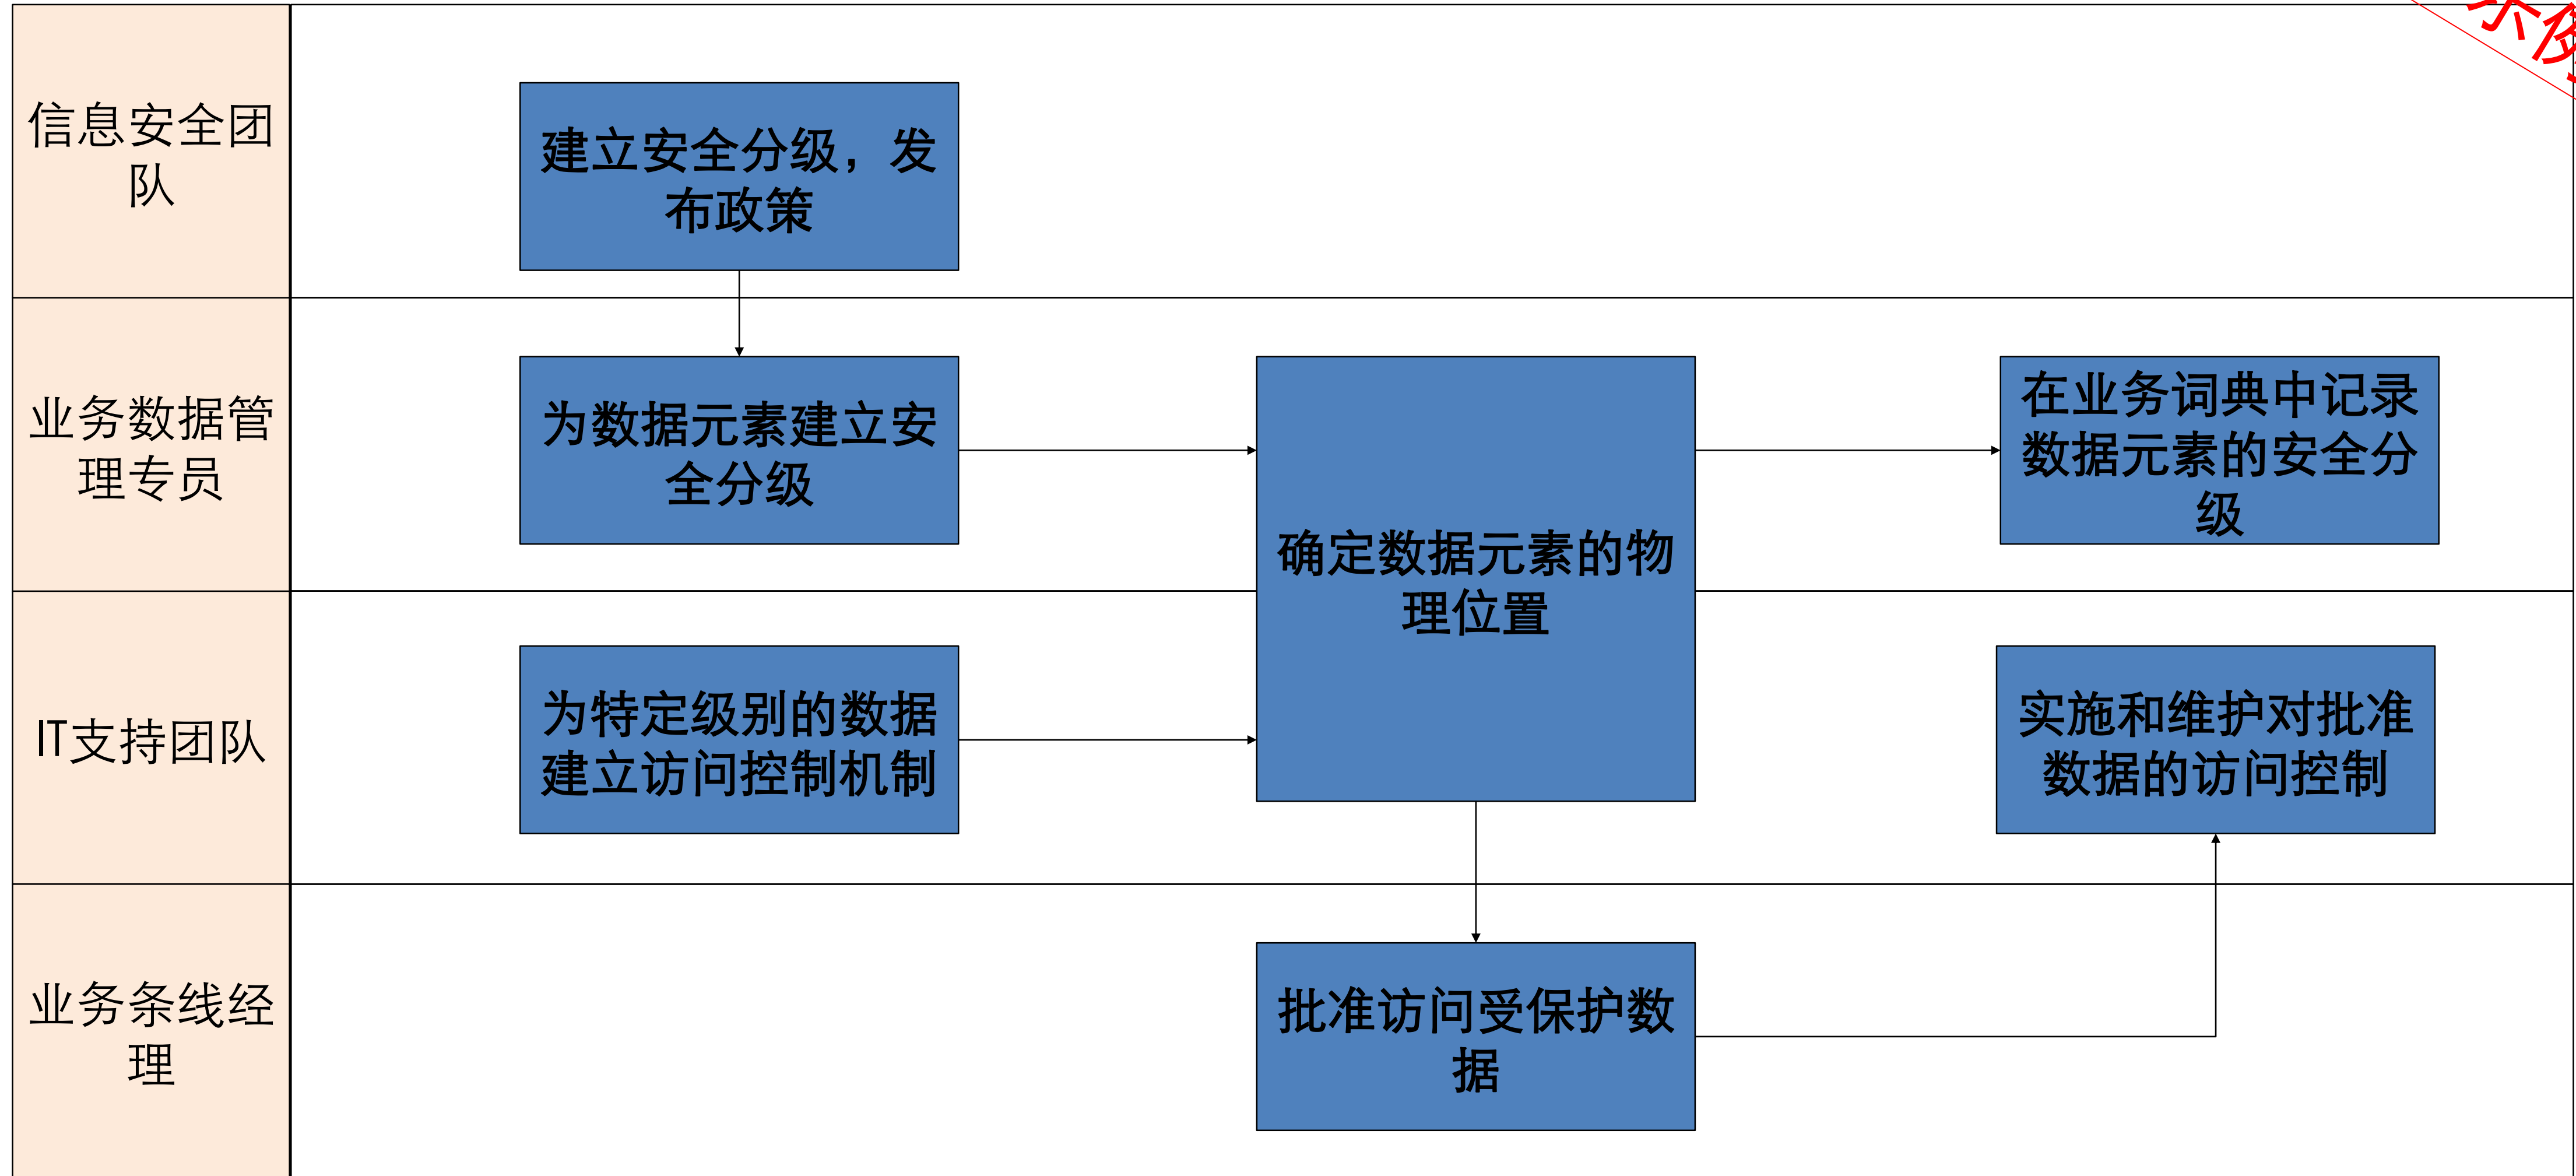 示例
信息安全团
队
建立安全分级，发
布政策
业务数据管
理专员
为数据元素建立安
全分级
确定数据元素的物
理位置
在业务词典中记录
数据元素的安全分
级
IT支持团队
为特定级别的数据
建立访问控制机制
实施和维护对批准
数据的访问控制
业务条线经
理
批准访问受保护数
据